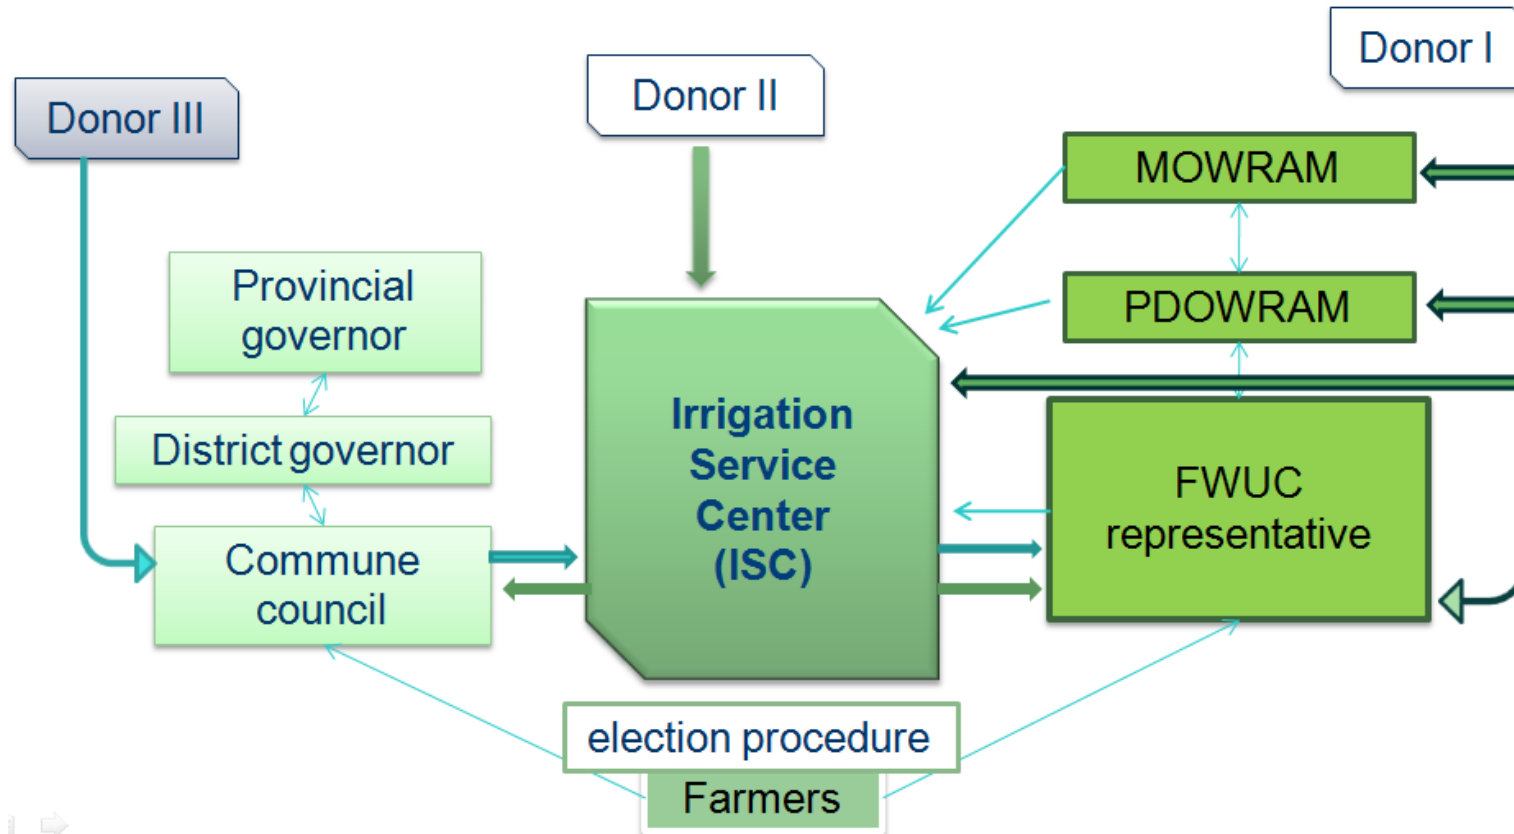 Donor I
Donor II
Donor III
MOWRAM
Provincial
governor
PDOWRAM
Irrigation
Service
Center
(ISC)
District governor
FWUC
representative
Commune
council
election procedure
Farmers